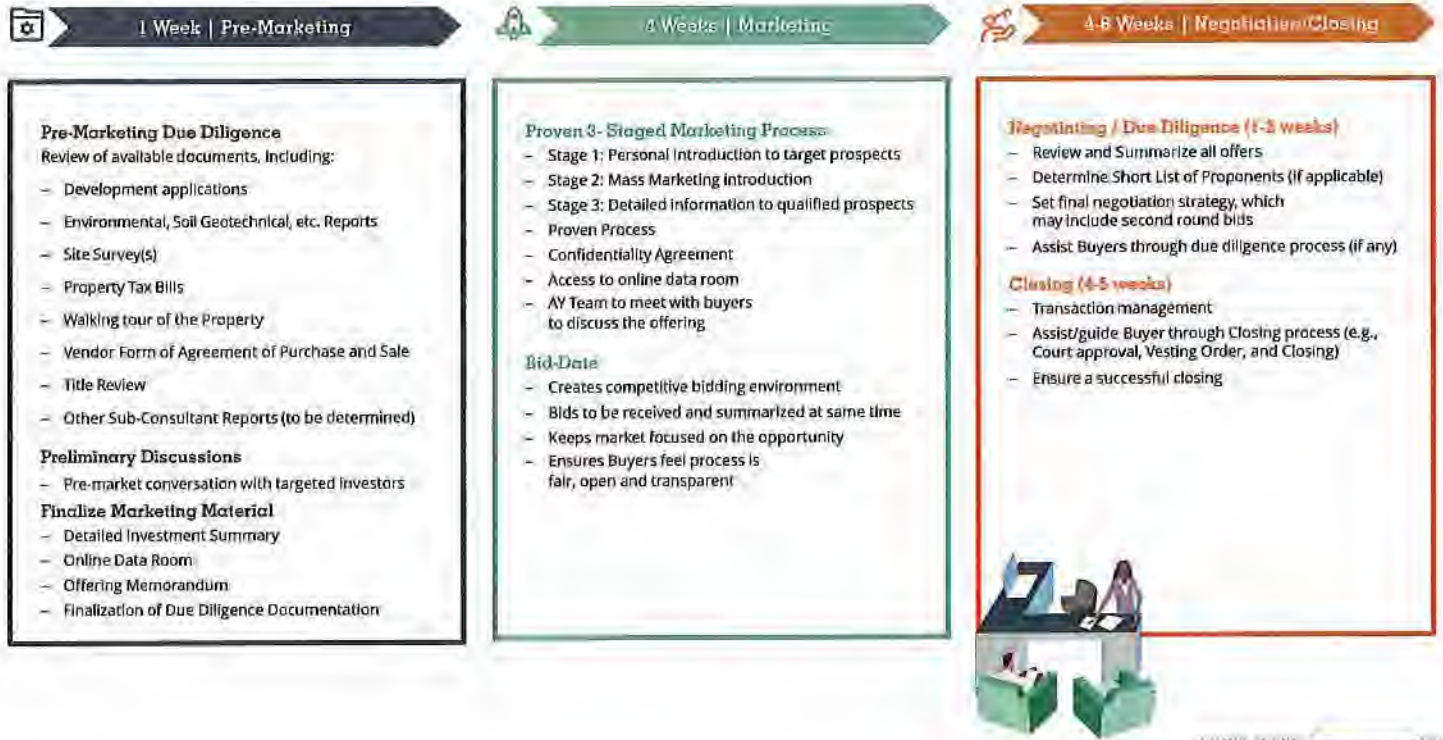 1 Week | Pre-Marketing
Pre-Marketing Due Diligence
Review of available documents, including:
– Development applications
– Environmental, Soil Geotechnical, etc. Reports
– Site Survey(s)
– Property Tax Bills
– Walking tour of the Property
– Vendor Form of Agreement of Purchase and Sale
– Title Review
– Other Sub-Consultant Reports (to be determined)
Preliminary Discussions
– Pre-market conversation with targeted investors
Finalize Marketing Material
– Detailed Investment Summary
– Online Data Room
– Offering Memorandum
– Finalization of Due Diligence Documentation
4 Weeks | Marketing
Proven 3- Staged Marketing Process
– Stage 1: Personal introduction to target prospects
– Stage 2: Mass Marketing introduction
– Stage 3: Detailed information to qualified prospects
– Proven Process
– Confidentiality Agreement
– Access to online data room
– AY Team to meet with buyers
to discuss the offering
Bid-Date
– Creates competitive bidding environment
– Bids to be received and summarized at same time
– Keeps market focused on the opportunity
– Ensures Buyers feel process is
fair, open and transparent
Weeks | Negotiation/Closing
Negotiating / Due Diligence (1-2 weeks)
– Review and Summarize all offers
– Determine Short List of Proponents (if applicable)
– Set final negotiation strategy, which
may include second round bids
– Assist Buyers through due diligence process (if any)
Closing (4-5 weeks)
– Transaction management
– Assist/guide Buyer through Closing process (e.g.,
Court approval, Vesting Order, and Closing)
– Ensure a successful closing